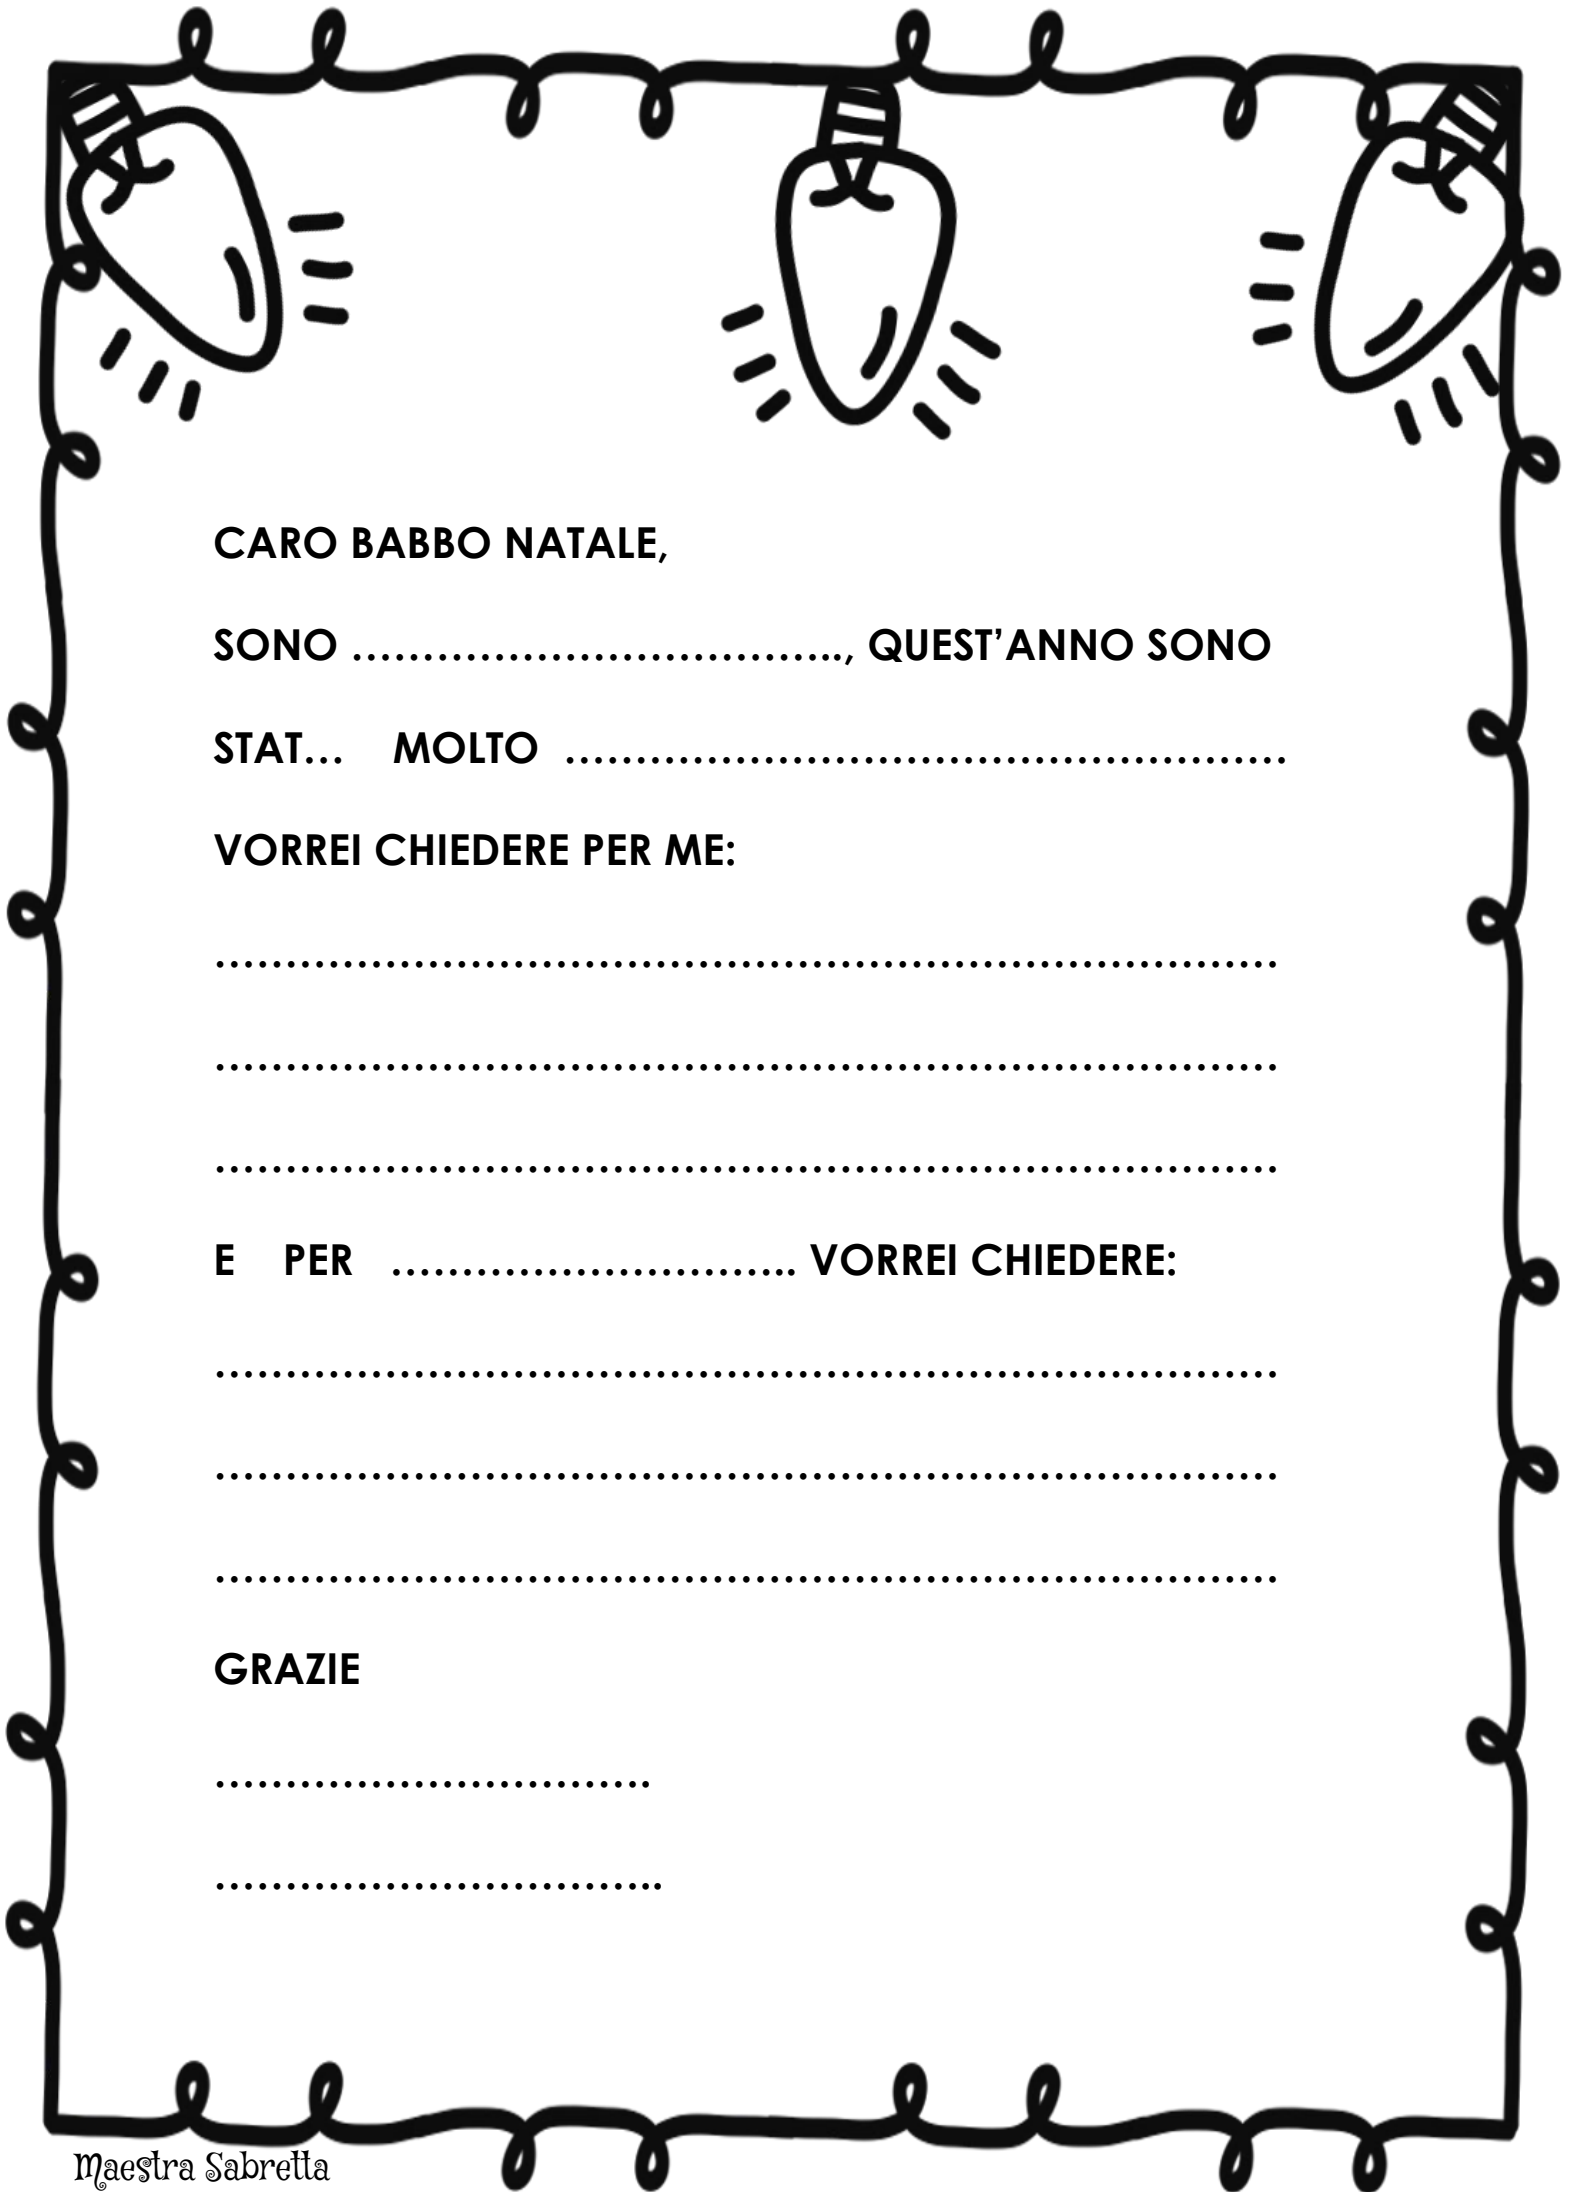 CARO BABBO NATALE,
SONO ……………………………..., QUEST’ANNO SONO
STAT… MOLTO ……………………………………………
VORREI CHIEDERE PER ME:
…………………………………………………………………
…………………………………………………………………
…………………………………………………………………
E PER ……………………….. VORREI CHIEDERE:
…………………………………………………………………
…………………………………………………………………
…………………………………………………………………
GRAZIE
………………………….
…………………………..
Maestra Sabretta